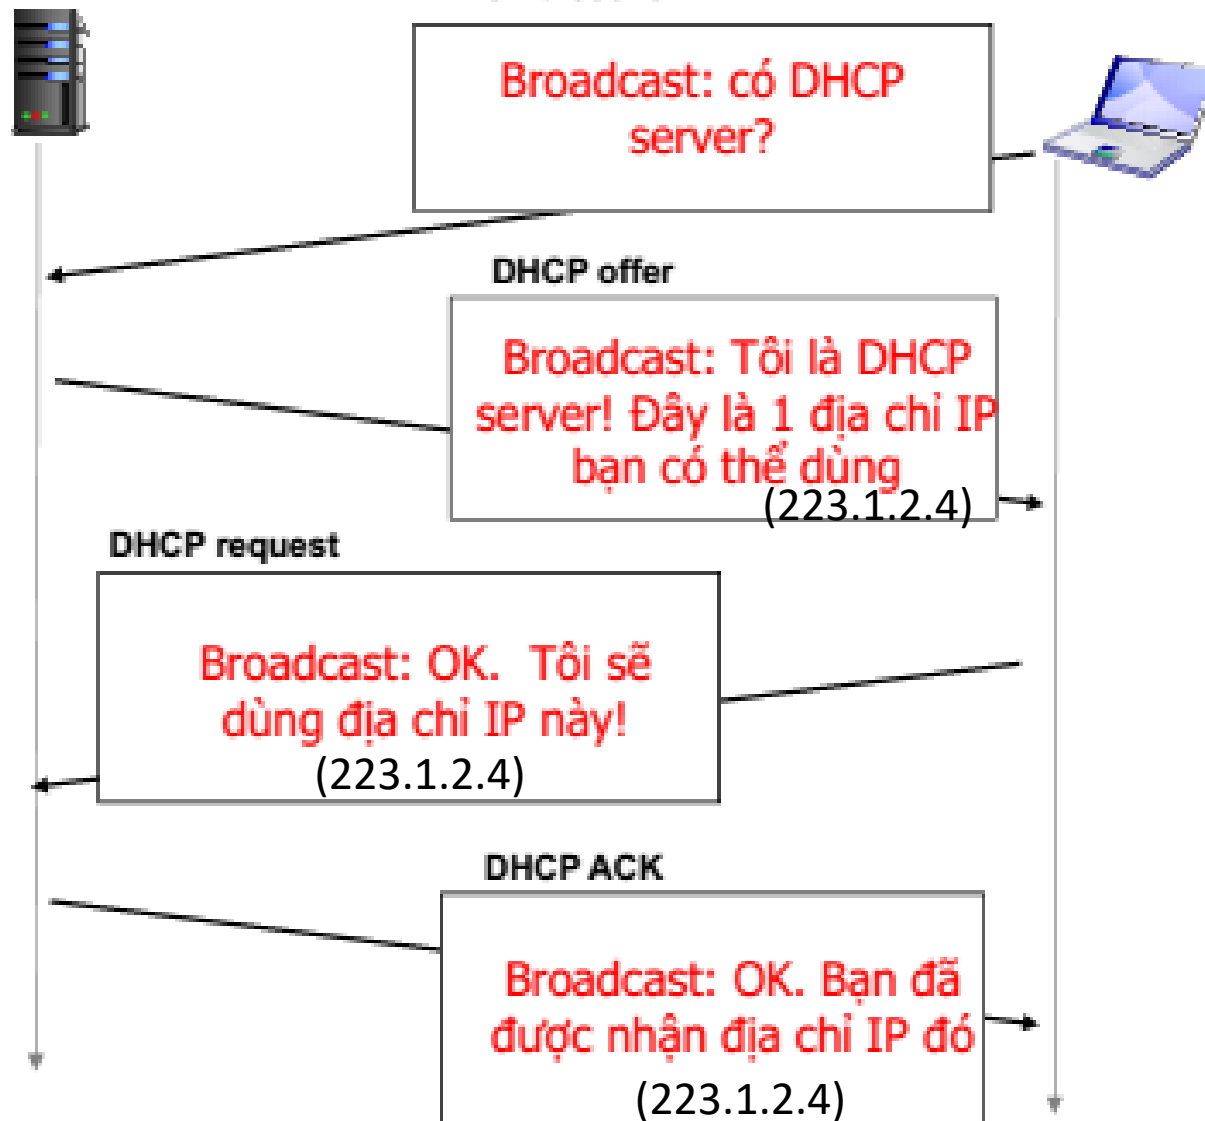 Broadcast: có DHCP
server?
DHCP offer
Broadcast: Tôi là DHCP
server! Đây là 1 địa chỉ IP
bạn có thể dùng
(223.1.2.4)
DHCP request
Broadcast: OK. Tôi sẽ
dùng địa chỉ IP này!
(223.1.2.4)
DHCP ACK
Broadcast: OK. Bạn đã
được nhận địa chỉ IP đó
(223.1.2.4)